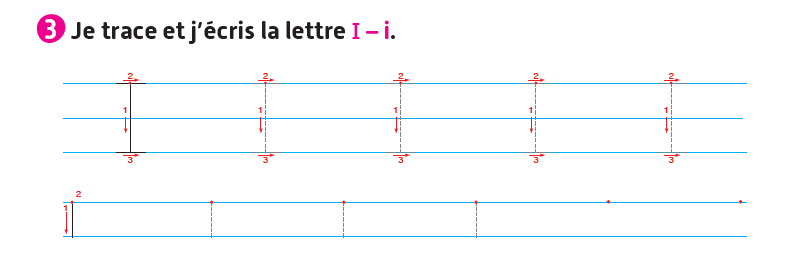 3 Je trace et j’écris la lettre I – i.
2 2 2 2 2
1 1 1 1 1
3 3 3 3 3
2
1